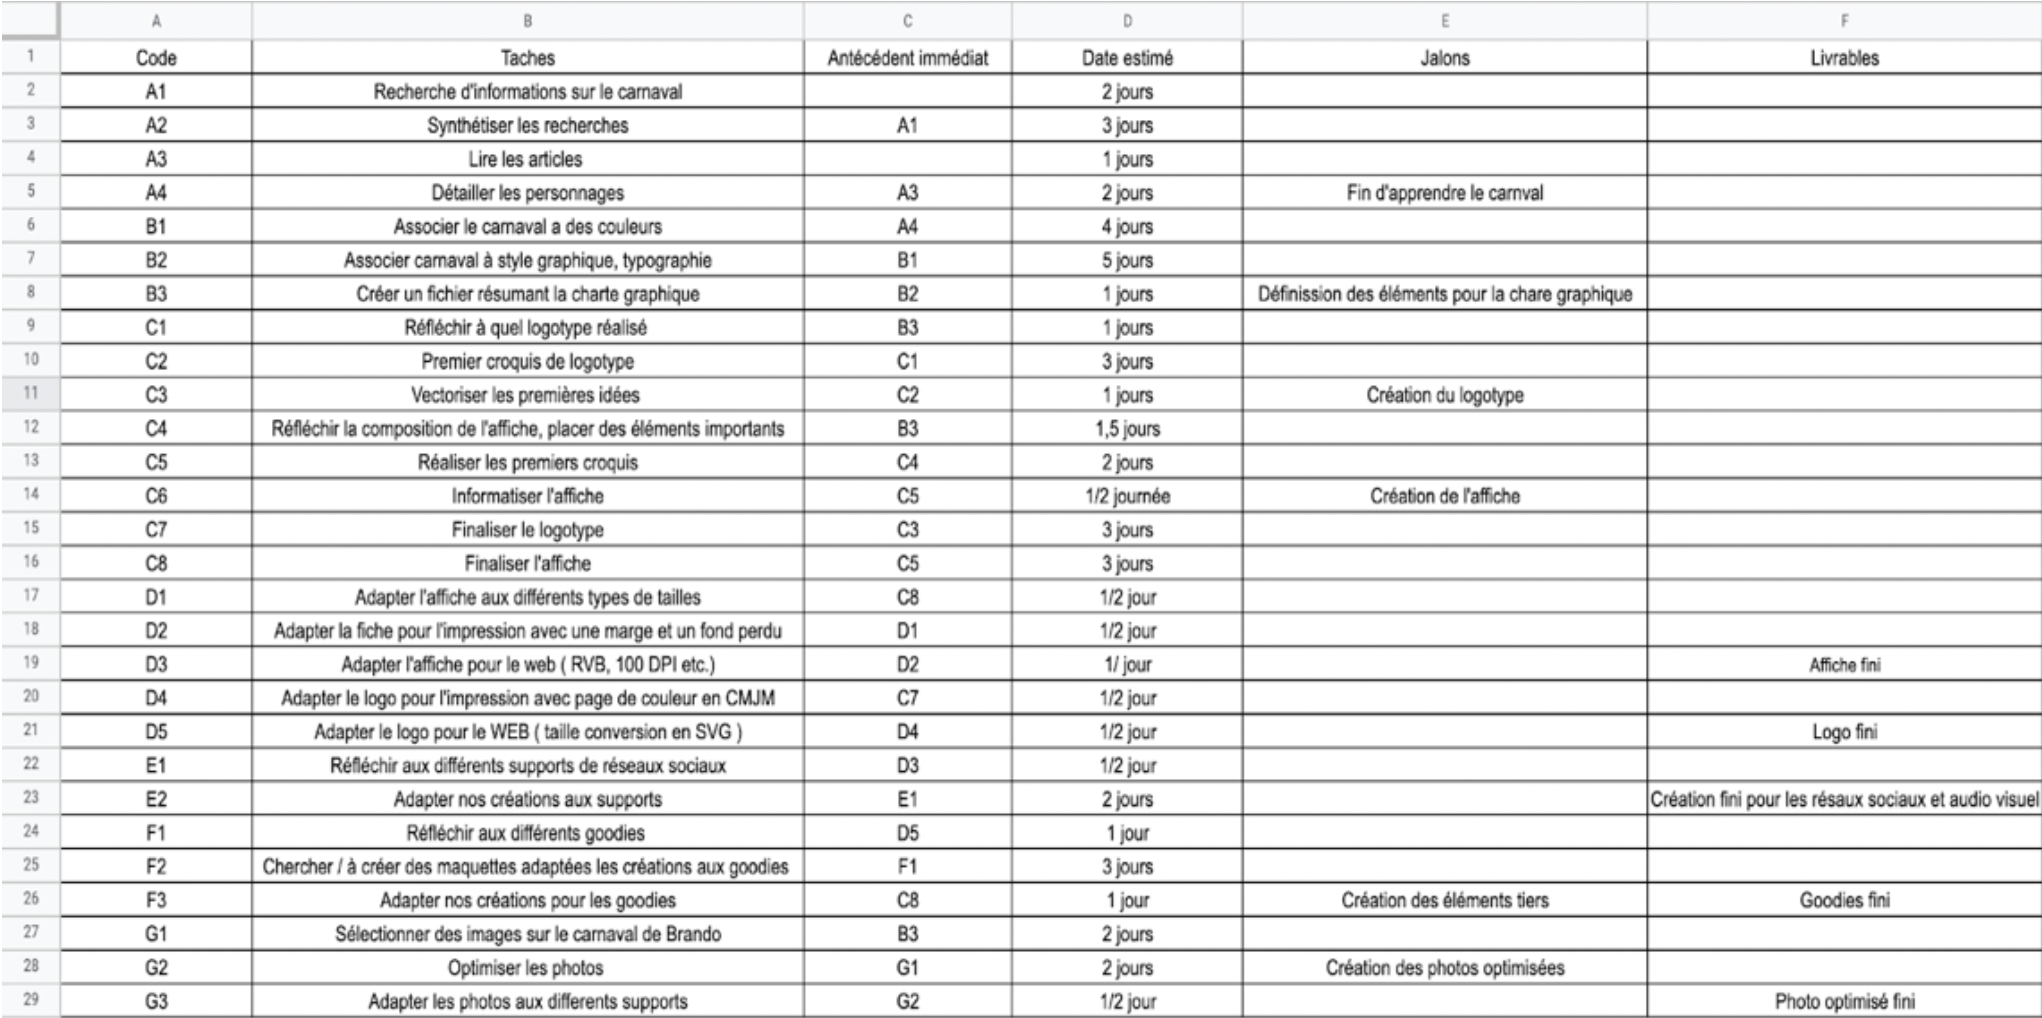 A B C D E F
1 Code Taches Antécédent immédiat Date estimé Jalons Livrables
2 A1 Recherche d'informations sur le carnaval 2 jours
3 A2 Synthétiser les recherches A1 3 jours
4 A3 Lire les articles 1 jours
5 A4 Détailler les personnages A3 2 jours Fin d'apprendre le carnval
6 B1 Associer le carnaval a des couleurs A4 4 jours
7 B2 Associer carnaval à style graphique, typographie B1 5 jours
8 B3 Créer un fichier résumant la charte graphique B2 1 jours Définission des éléments pour la chare graphique
9 C1 Réfléchir à quel logotype réalisé B3 1 jours
10 C2 Premier croquis de logotype C1 3 jours
11 C3 Vectoriser les premières idées C2 1 jours Création du logotype
12 C4 Réfléchir la composition de l'affiche, placer des éléments importants B3 1,5 jours
13 C5 Réaliser les premiers croquis C4 2 jours
14 C6 Informatiser l'affiche C5 1/2 journée Création de l'affiche
15 C7 Finaliser le logotype C3 3 jours
16 C8 Finaliser l'affiche C5 3 jours
17 D1 Adapter l'affiche aux différents types de tailles C8 1/2 jour
18 D2 Adapter la fiche pour l'impression avec une marge et un fond perdu D1 1/2 jour
19 D3 Adapter l'affiche pour le web ( RVB, 100 DPI etc.) D2 1/ jour Affiche fini
20 D4 Adapter le logo pour l'impression avec page de couleur en CMJM C7 1/2 jour
21 D5 Adapter le logo pour le WEB ( taille conversion en SVG ) D4 1/2 jour Logo fini
22 E1 Réfléchir aux différents supports de réseaux sociaux D3 1/2 jour
23 E2 Adapter nos créations aux supports E1 2 jours Création fini pour les résaux sociaux et audio visuel
24 F1 Réfléchir aux différents goodies D5 1 jour
25 F2 Chercher / à créer des maquettes adaptées les créations aux goodies F1 3 jours
26 F3 Adapter nos créations pour les goodies C8 1 jour Création des éléments tiers Goodies fini
27 G1 Sélectionner des images sur le carnaval de Brando B3 2 jours
28 G2 Optimiser les photos G1 2 jours Création des photos optimisées
29 G3 Adapter les photos aux differents supports G2 1/2 jour Photo optimisé fini